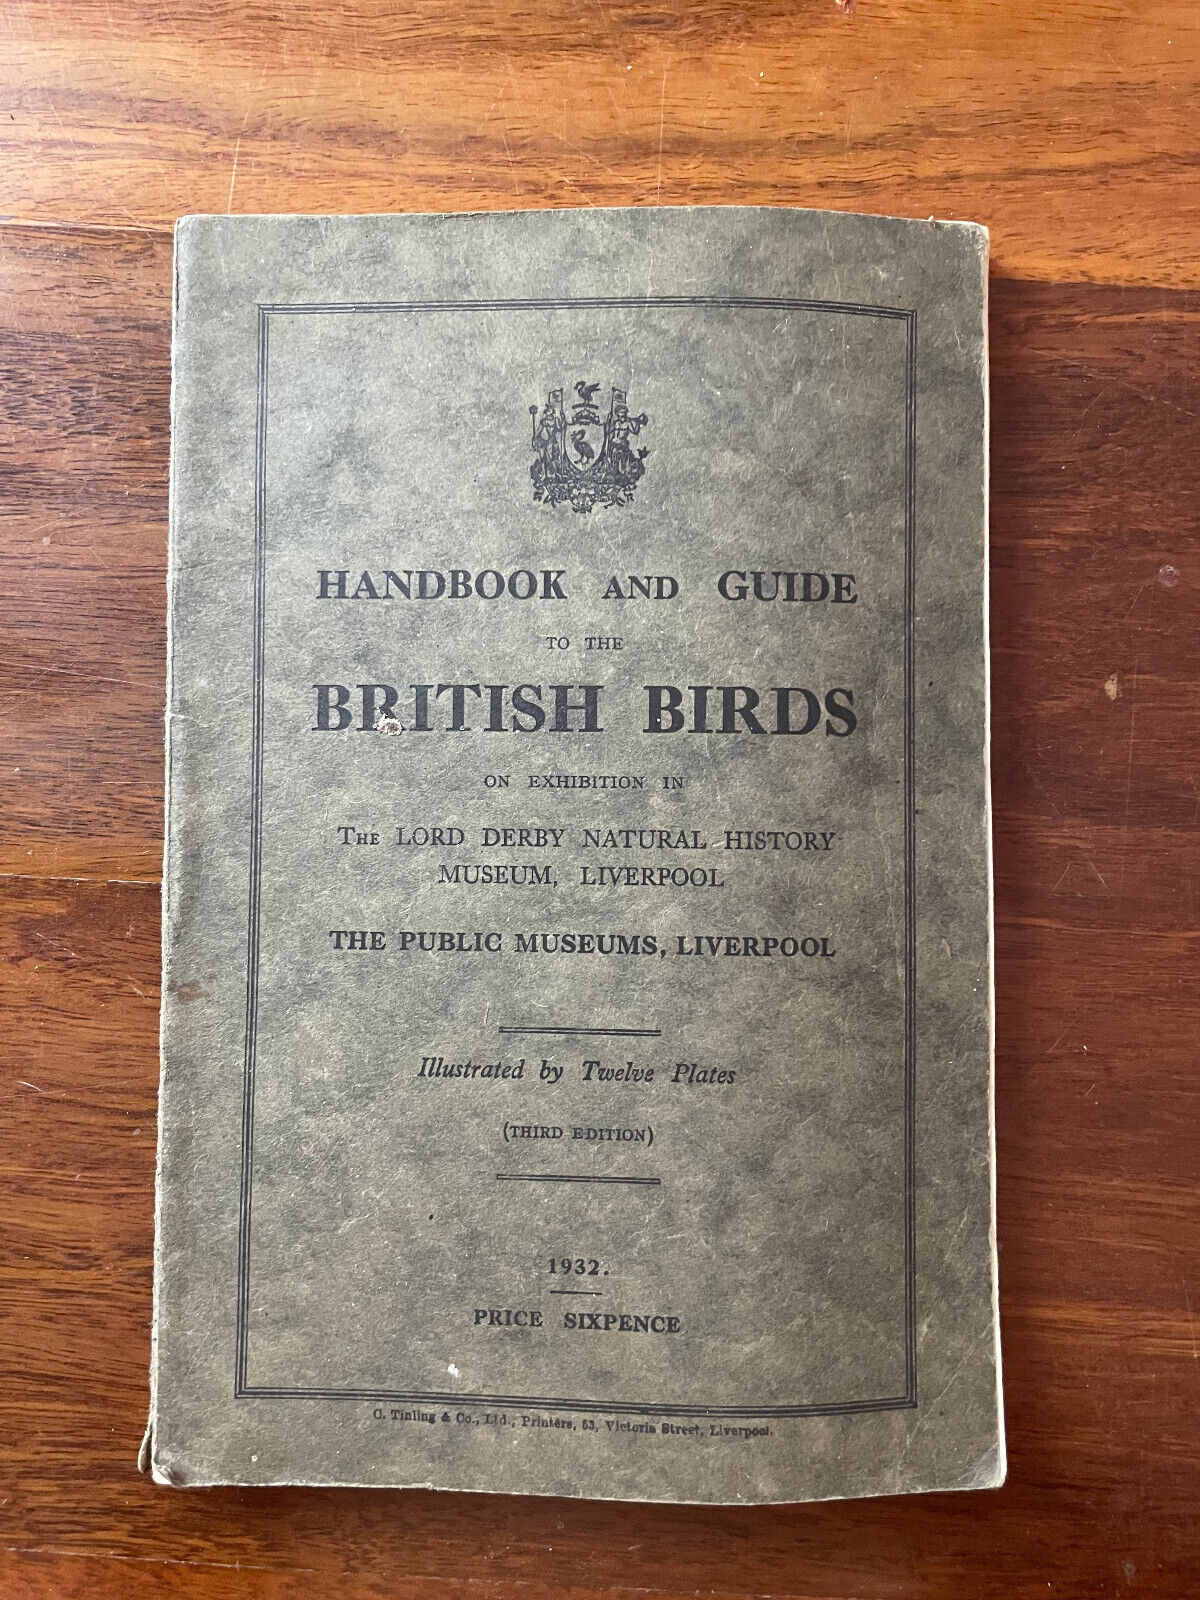 HANDBOOK AND GUIDE
TO THE
BRITISH BIRDS
ON EXHIBITION IN
THE LORD DERBY NATURAL HISTORY
MUSEUM, LIVERPOOL
THE PUBLIC MUSEUMS, LIVERPOOL
Illustrated by Twelve Plates
(THIRD EDITION)
1932.
PRICE SIXPENCE
C. Tinling & Co., Ltd., Printers, 53, Victoria Street, Liverpool.